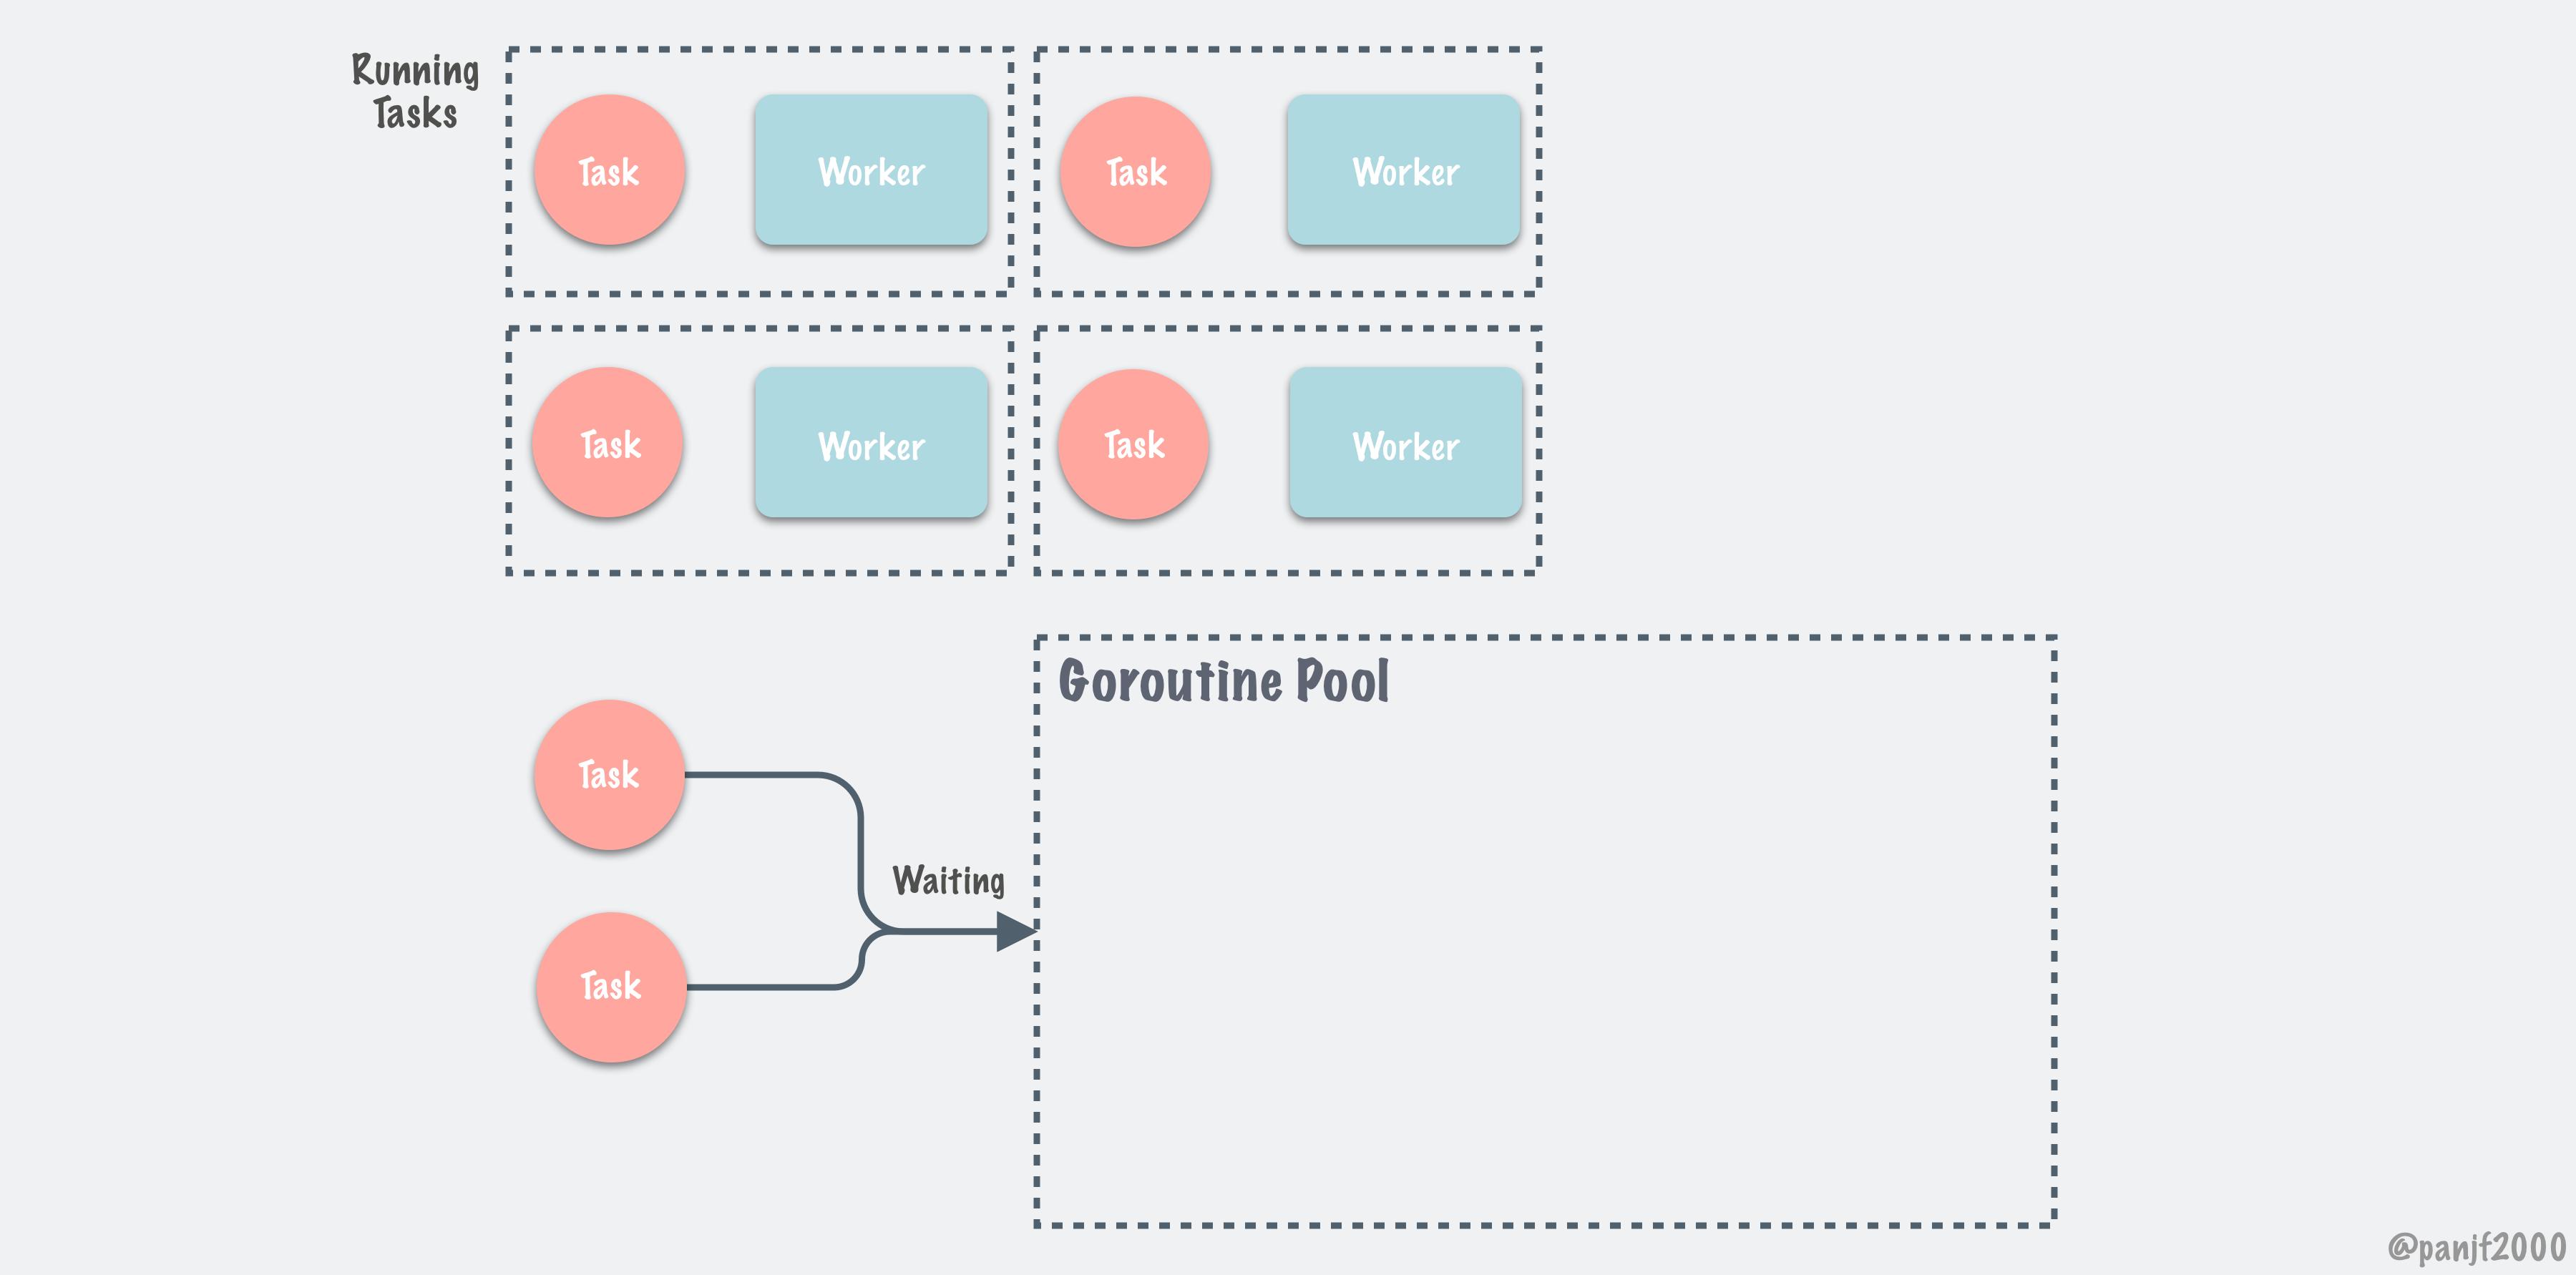 Running
Tasks
Task
Worker
Task
Worker
Task
Worker
Task
Worker
Goroutine Pool
Task
Waiting
Task
@panjf2000